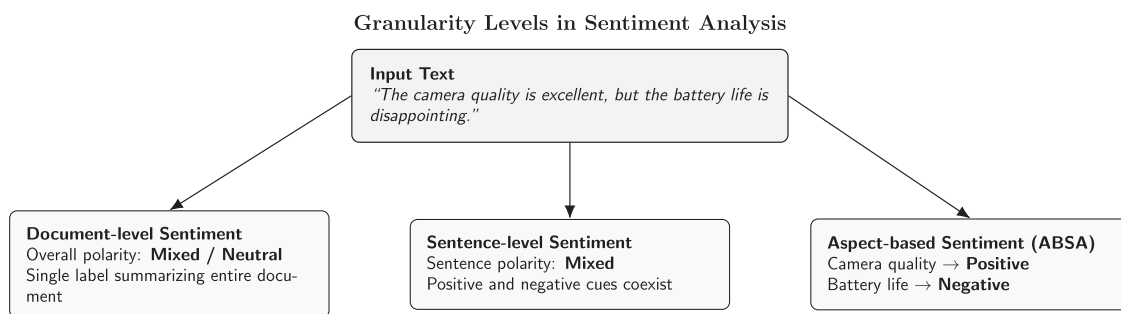 Granularity Levels in Sentiment Analysis
Input Text
“The camera quality is excellent, but the battery life is
disappointing.”
Document-level Sentiment
Overall polarity: Mixed / Neutral
Single label summarizing entire docu-
ment
Sentence-level Sentiment
Sentence polarity: Mixed
Positive and negative cues coexist
Aspect-based Sentiment (ABSA)
Camera quality → Positive
Battery life → Negative